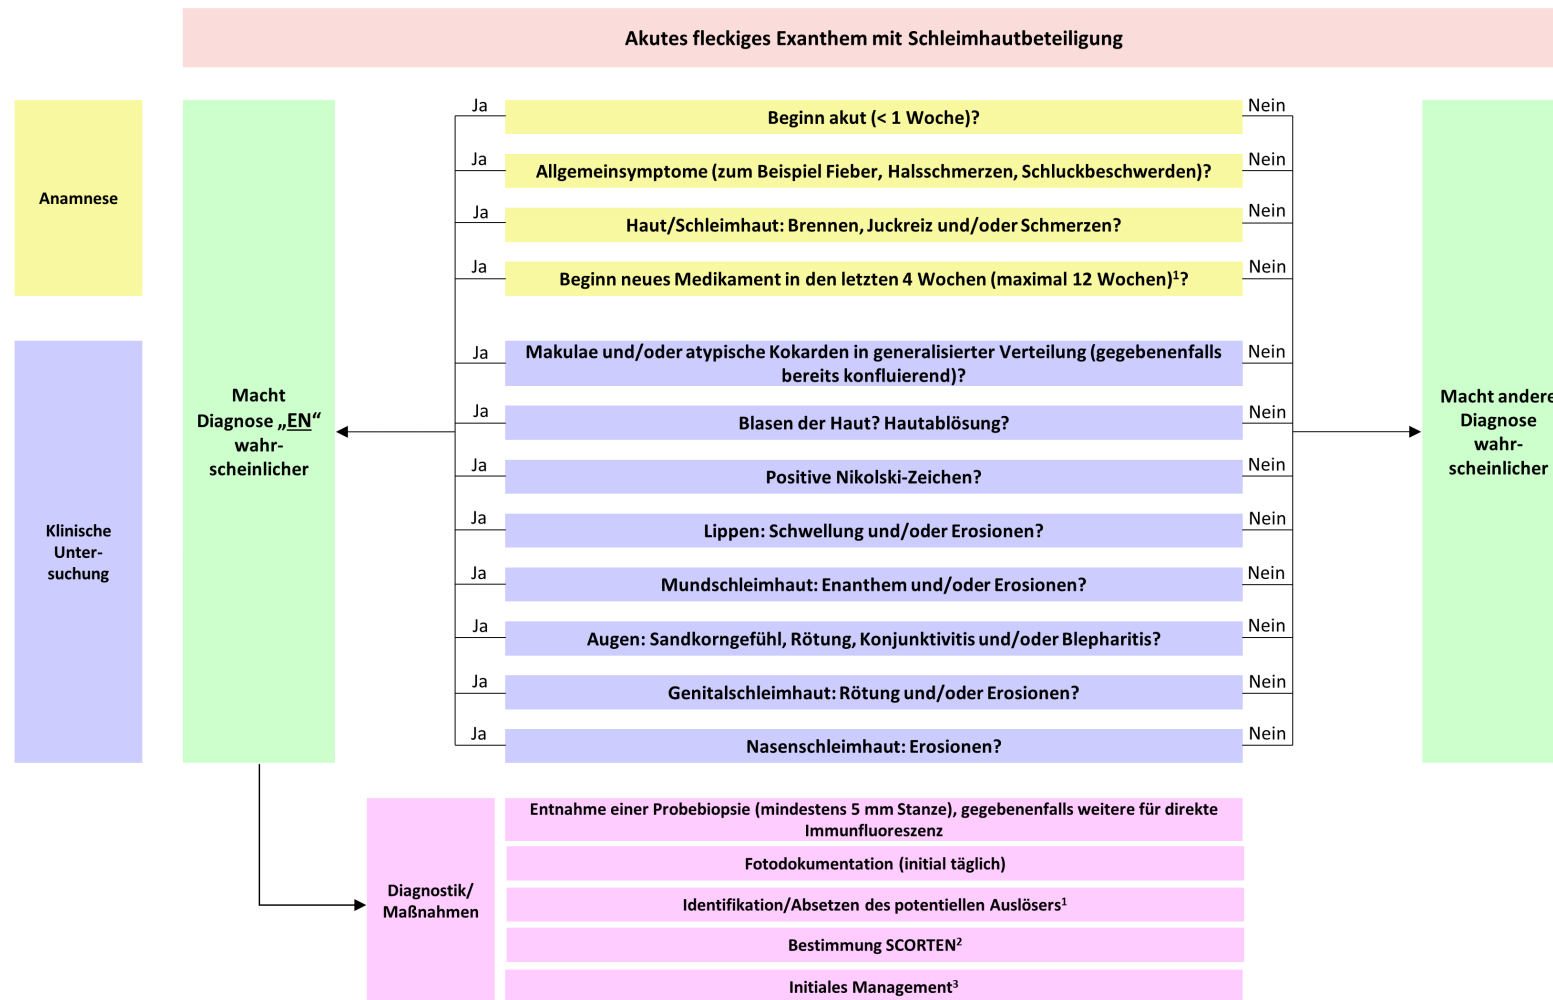 Akutes fleckiges Exanthem mit Schleimhautbeteiligung
Anamnese
Klinische
Unter-
suchung
Macht
Diagnose „EN“
wahr-
scheinlicher
Ja
Beginn akut (< 1 Woche)?
Nein
Ja
Allgemeinsymptome (zum Beispiel Fieber, Halsschmerzen, Schluckbeschwerden)?
Nein
Ja
Haut/Schleimhaut: Brennen, Juckreiz und/oder Schmerzen?
Nein
Ja
Beginn neues Medikament in den letzten 4 Wochen (maximal 12 Wochen)¹?
Nein
Ja
Makulae und/oder atypische Kokarden in generalisierter Verteilung (gegebenenfalls
bereits konfluierend)?
Nein
Ja
Blasen der Haut? Hautablösung?
Nein
Ja
Positive Nikolski-Zeichen?
Nein
Ja
Lippen: Schwellung und/oder Erosionen?
Nein
Ja
Mundschleimhaut: Enanthem und/oder Erosionen?
Nein
Ja
Augen: Sandkorngefühl, Rötung, Konjunktivitis und/oder Blepharitis?
Nein
Ja
Genitalschleimhaut: Rötung und/oder Erosionen?
Nein
Ja
Nasenschleimhaut: Erosionen?
Nein
Macht andere
Diagnose
wahr-
scheinlicher
Diagnostik/
Maßnahmen
Entnahme einer Probebiopsie (mindestens 5 mm Stanze), gegebenenfalls weitere für direkte
Immunfluoreszenz
Fotodokumentation (initial täglich)
Identifikation/Absetzen des potentiellen Auslösers¹
Bestimmung SCORTEN²
Initiales Management³